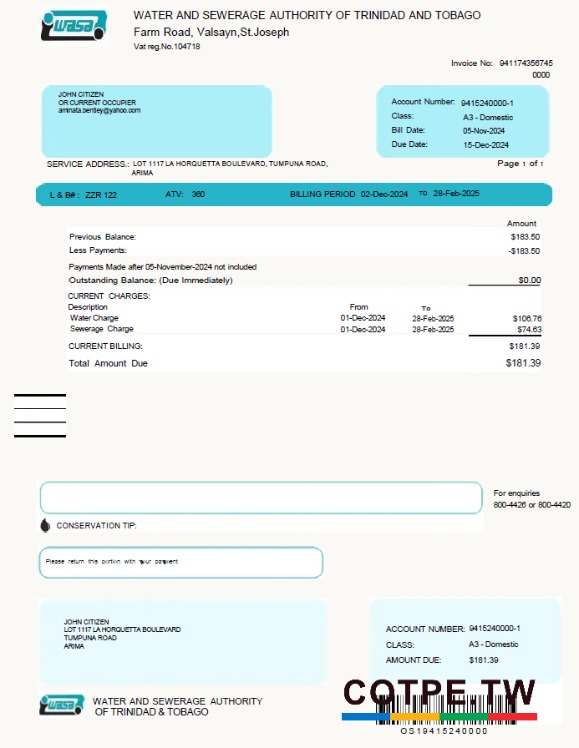 wasa
WATER AND SEWERAGE AUTHORITY OF TRINIDAD AND TOBAGO
Farm Road, Valsayn,St.Joseph
Vat reg.No.104718
Invoice No: 941174356745
0000
JOHN CITIZEN
OR CURRENT OCCUPIER
aminata.bentley@yahoo.com
Account Number: 9415240000-1
Class: A3 - Domestic
Bill Date: 05-Nov-2024
Due Date: 15-Dec-2024
SERVICE ADDRESS.: LOT 1117 LA HORQUETTA BOULEVARD, TUMPUNA ROAD,
ARIMA
Page 1 of 1
L & B#: ZZR 122 ATV: 360 BILLING PERIOD 02-Dec-2024 TO 28-Feb-2025
Amount
Previous Balance: $183.50
Less Payments: -$183.50
Payments Made after 05-November-2024 not included
Outstanding Balance: (Due Immediately) $0.00
CURRENT CHARGES:
Description From To
Water Charge 01-Dec-2024 28-Feb-2025 $106.76
Sewerage Charge 01-Dec-2024 28-Feb-2025 $74.63
CURRENT BILLING: $181.39
Total Amount Due $181.39
For enquiries
800-4426 or 800-4420
CONSERVATION TIP:
Please return this portion with your payment
JOHN CITIZEN
LOT 1117 LA HORQUETTA BOULEVARD
TUMPUNA ROAD
ARIMA
ACCOUNT NUMBER: 9415240000-1
CLASS: A3 - Domestic
AMOUNT DUE: $181.39
wasa
WATER AND SEWERAGE AUTHORITY
OF TRINIDAD & TOBAGO
CQTPE.TW
OS19415240000